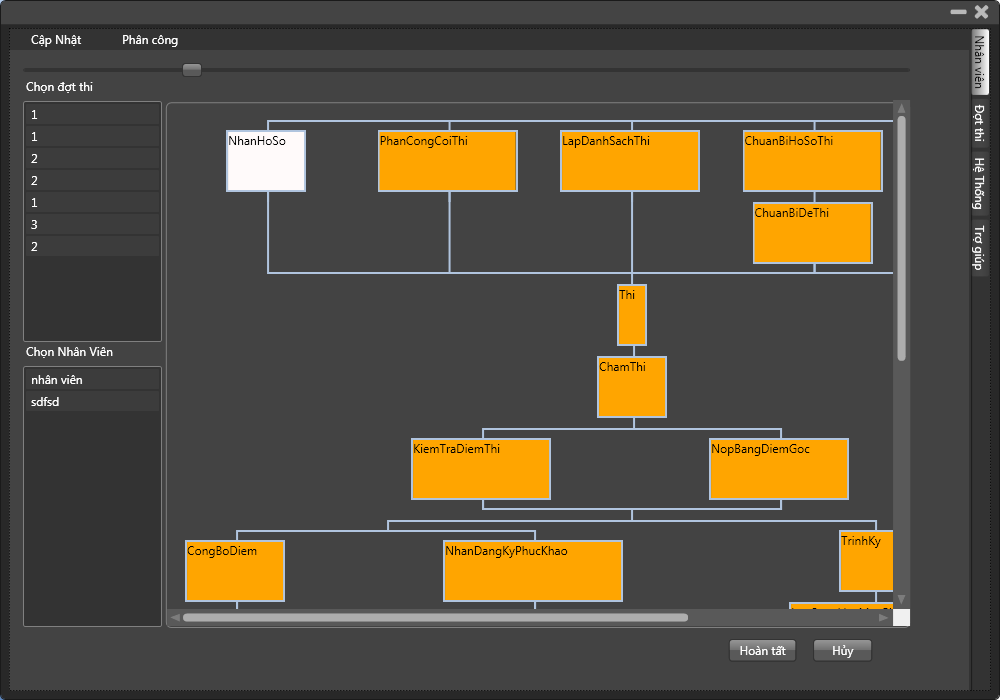 Cập Nhật Phân công
Chọn đợt thi
1
1
2
2
1
3
2
Chọn Nhân Viên
nhân viên
sdfsd
NhanHoSo
PhanCongCoiThi
LapDanhSachThi
ChuanBiHoSoThi
ChuanBiDeThi
Thi
ChamThi
KiemTraDiemThi
NopBangDiemGoc
CongBoDiem
NhanDangKyPhucKhao
TrinhKy
Hoàn tất
Hủy
Nhân viên
Đợt thi
Hệ Thống
Trợ giúp